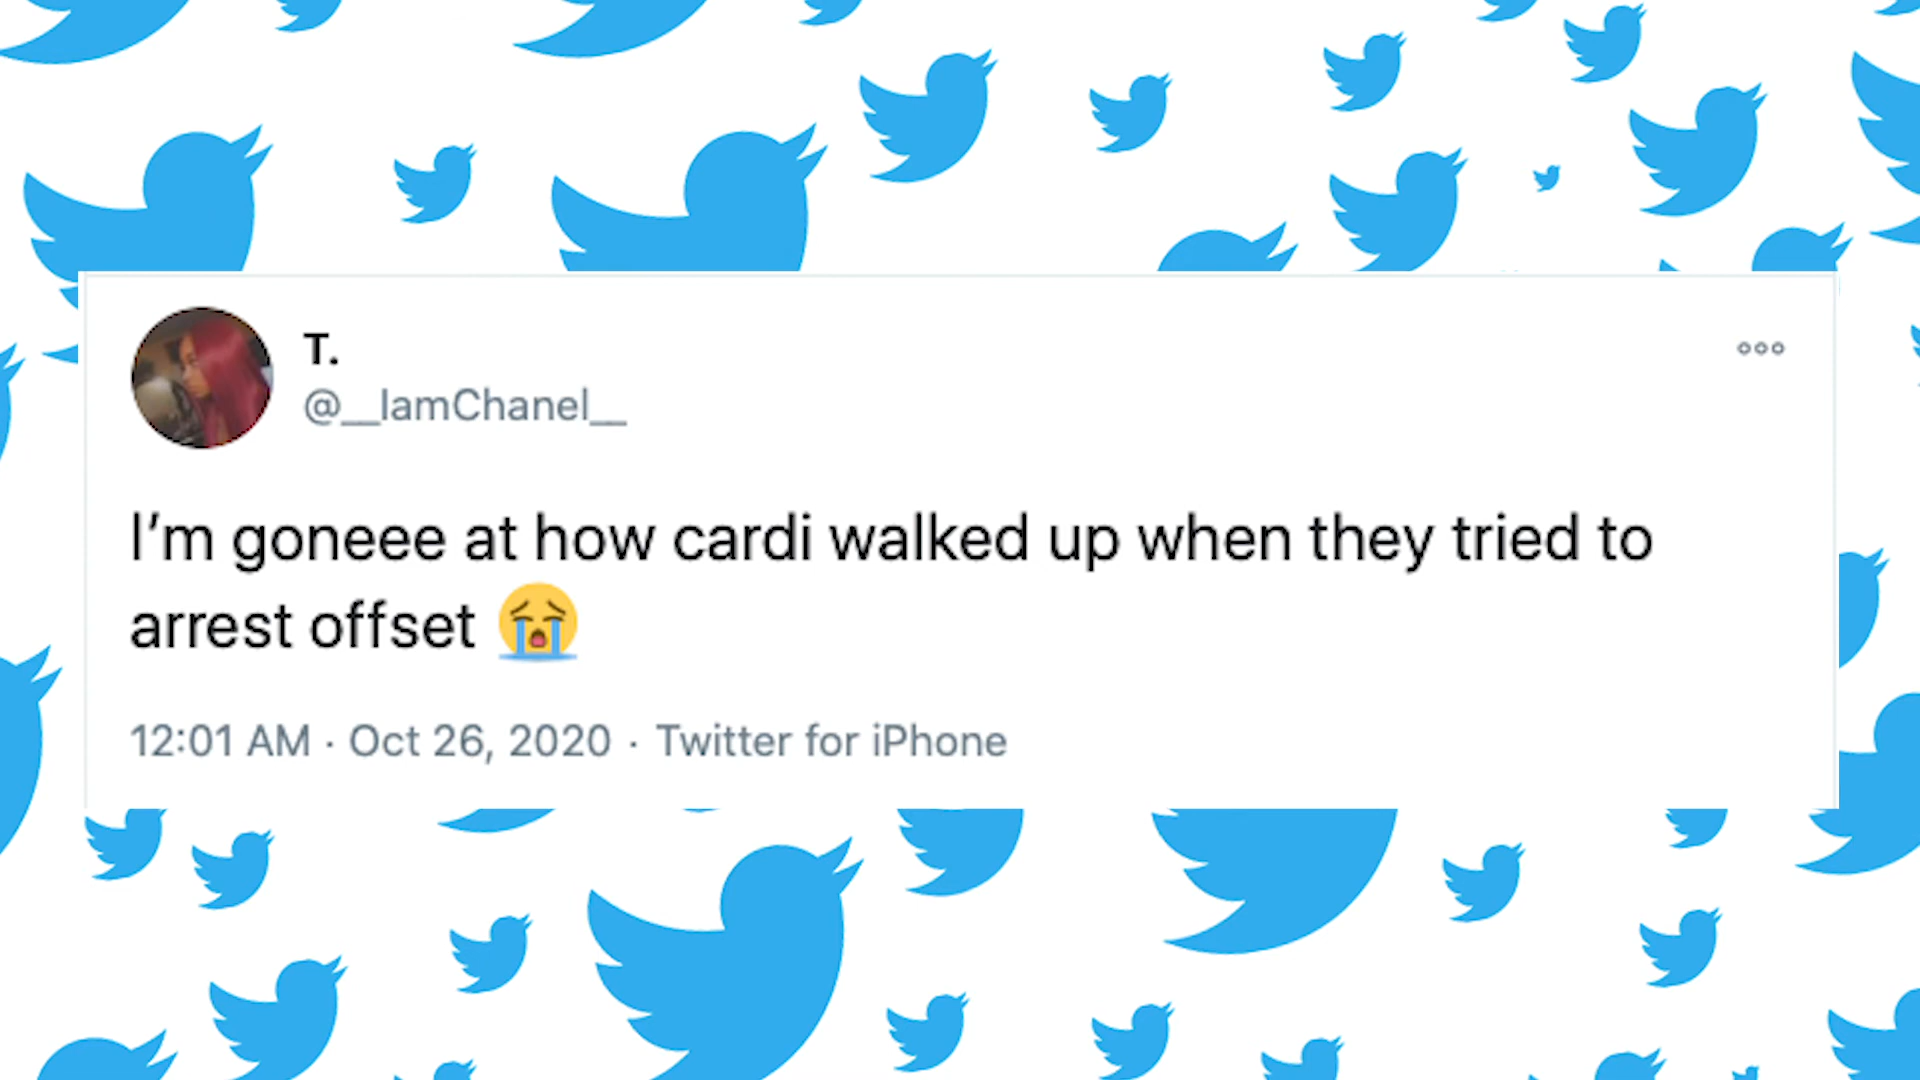 T.
@__IamChanel__
I'm goneee at how cardi walked up when they tried to
arrest offset 😭
12:01 AM · Oct 26, 2020 · Twitter for iPhone